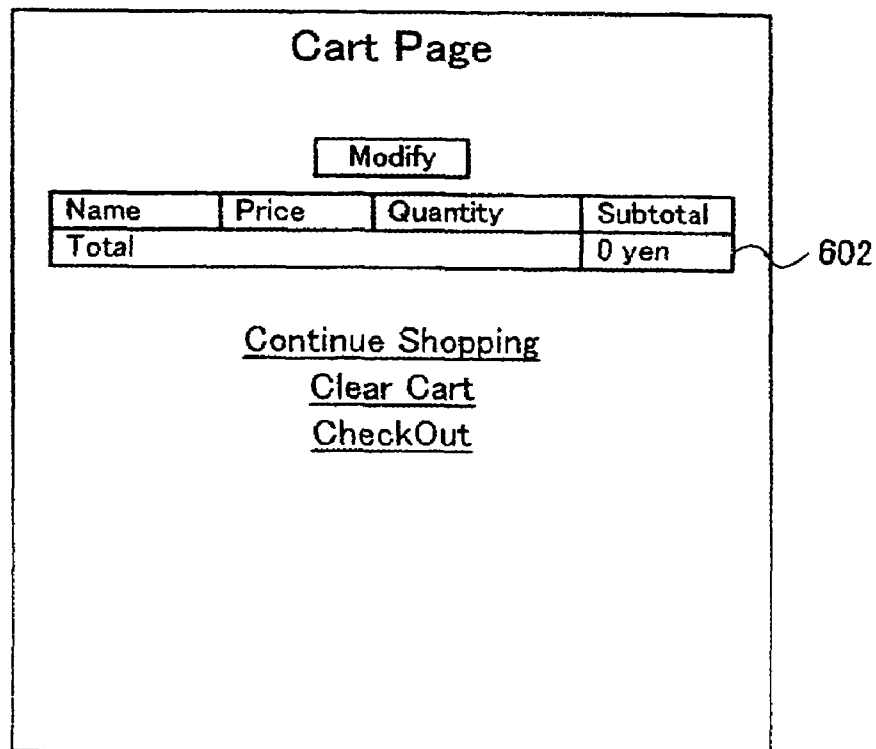 Cart Page
Modify
Name Price Quantity Subtotal
Total 0 yen
602
Continue Shopping
Clear Cart
CheckOut